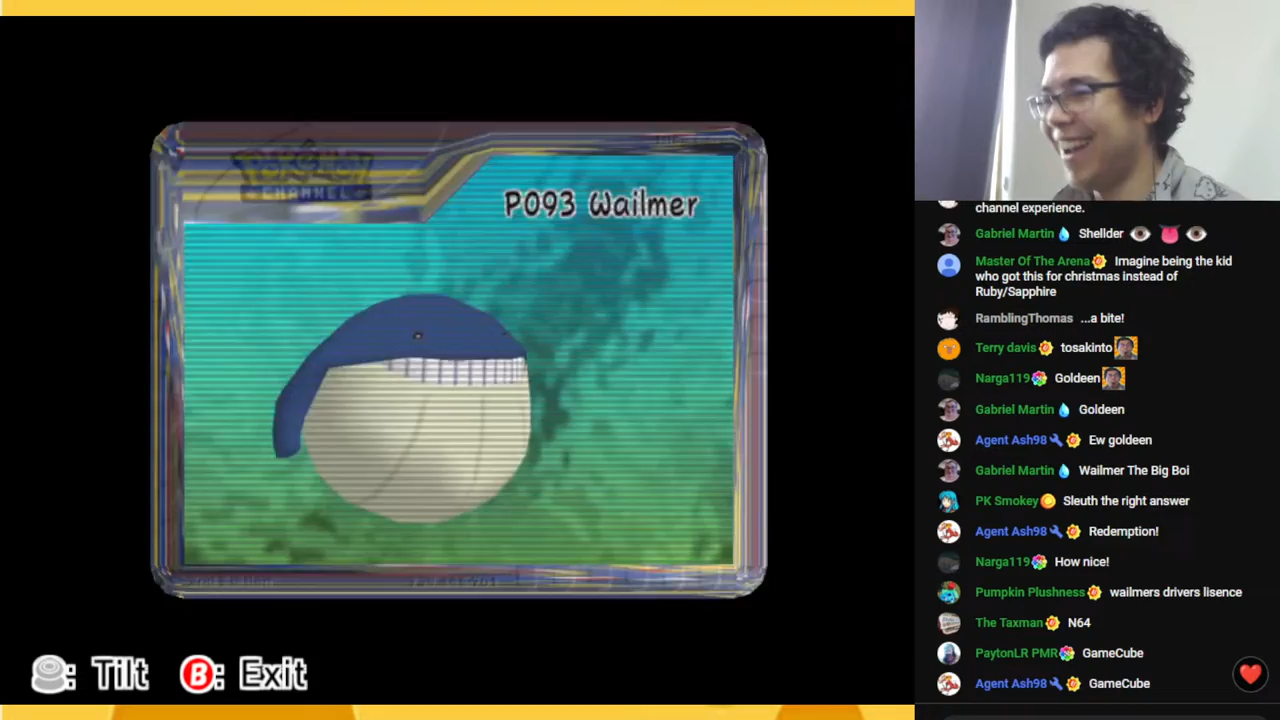 POKéMON
CHANNEL
P093 Wailmer
: Tilt B: Exit
channel experience.
Gabriel Martin Shellder
Master Of The Arena Imagine being the kid
who got this for christmas instead of
Ruby/Sapphire
RamblingThomas ...a bite!
Terry davis tosakinto
Narga119 Goldeen
Gabriel Martin Goldeen
Agent Ash98 Ew goldeen
Gabriel Martin Wailmer The Big Boi
PK Smokey Sleuth the right answer
Agent Ash98 Redemption!
Narga119 How nice!
Pumpkin Plushness wailmers drivers lisence
The Taxman N64
PaytonLR PMR GameCube
Agent Ash98 GameCube